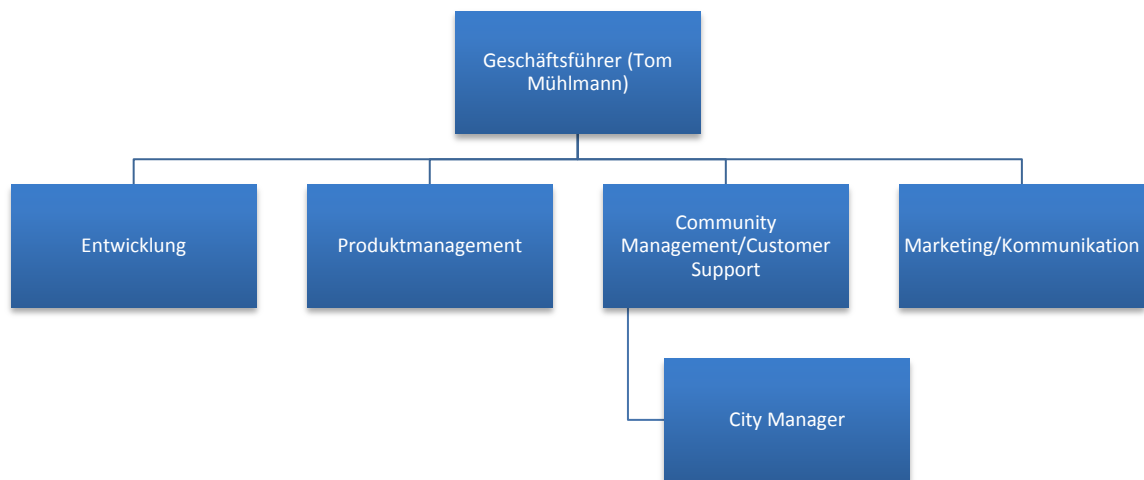 Geschäftsführer (Tom
Mühlmann)
Entwicklung
Produktmanagement
Community
Management/Customer
Support
Marketing/Kommunikation
City Manager